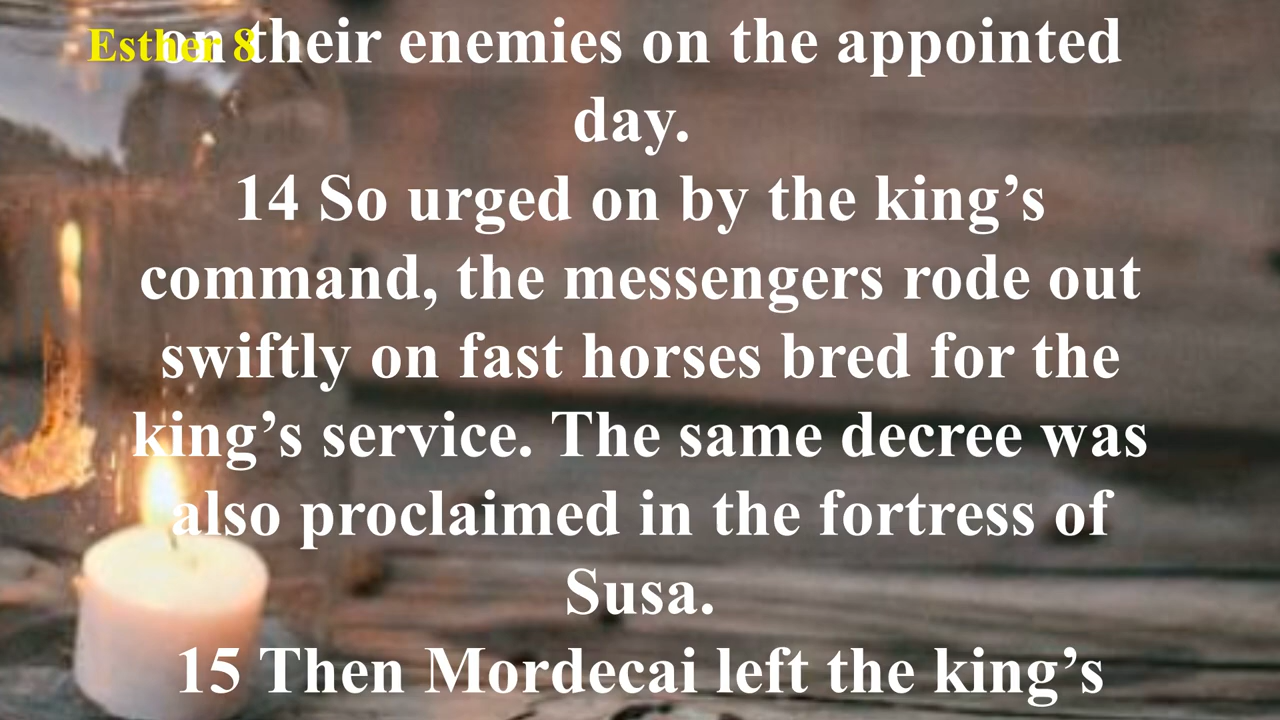 Esther 8
on their enemies on the appointed
day.
14 So urged on by the king’s
command, the messengers rode out
swiftly on fast horses bred for the
king’s service. The same decree was
also proclaimed in the fortress of
Susa.
15 Then Mordecai left the king’s